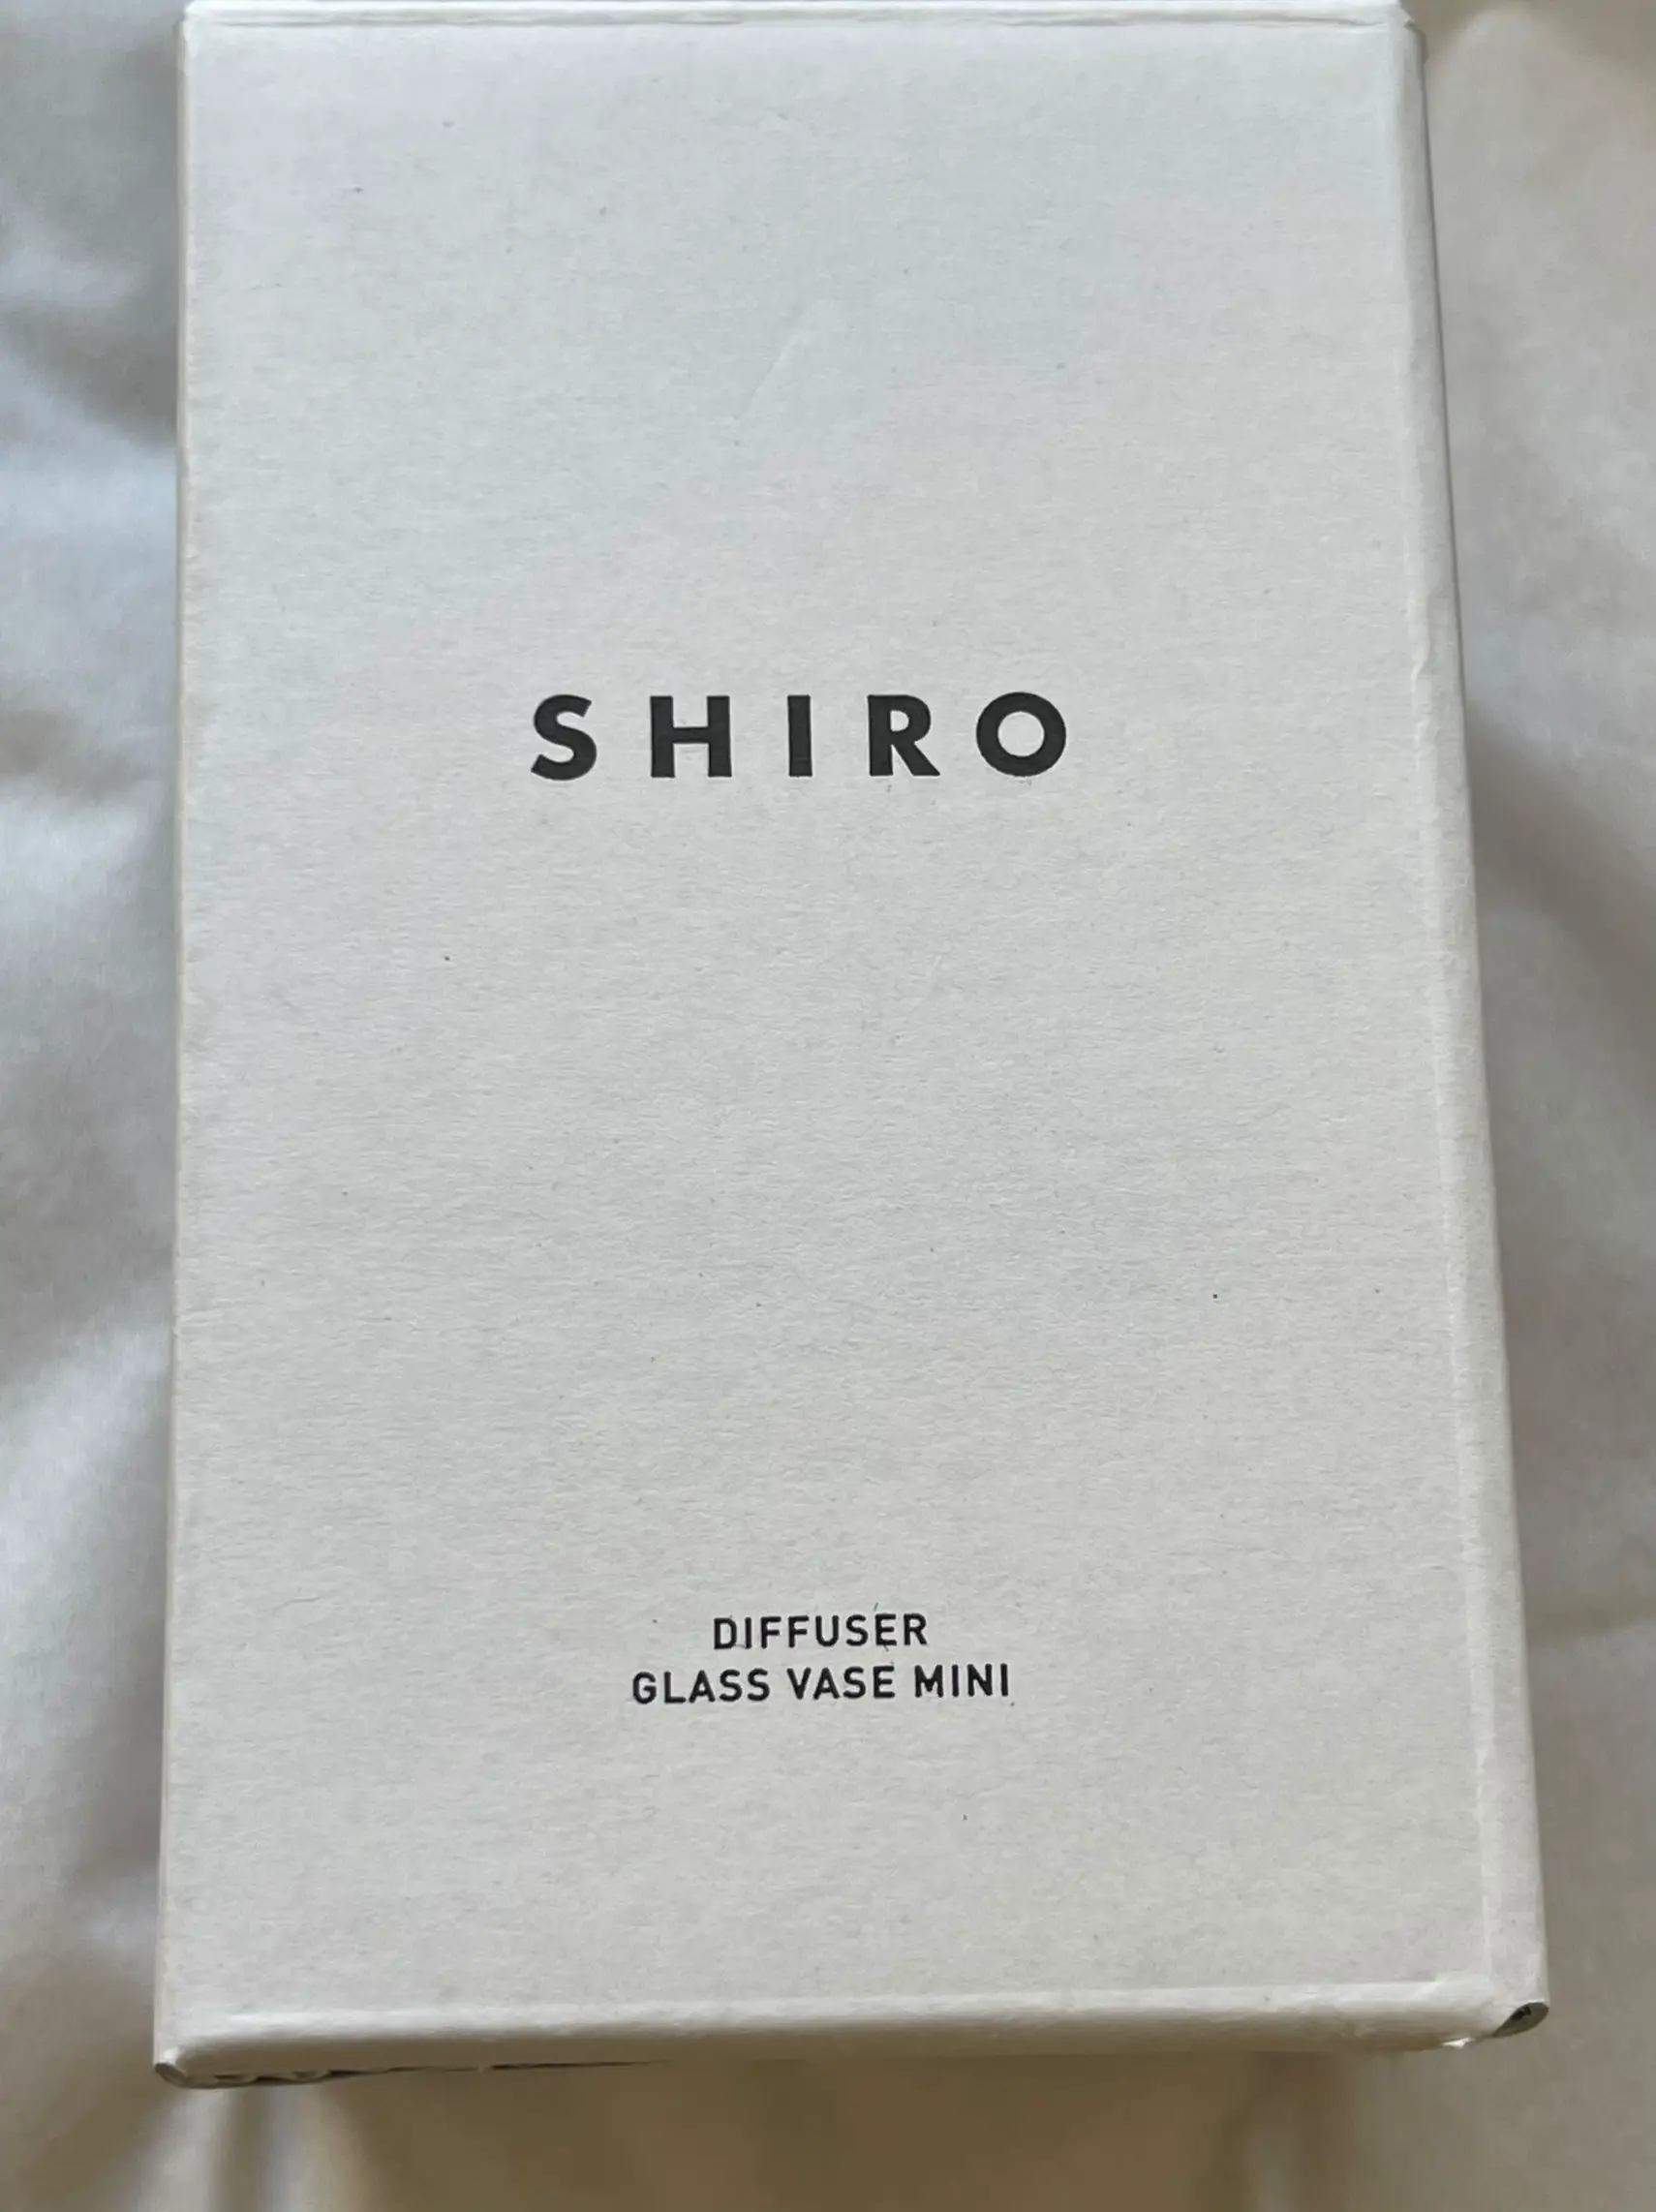 SHIRO
DIFFUSER
GLASS VASE MINI